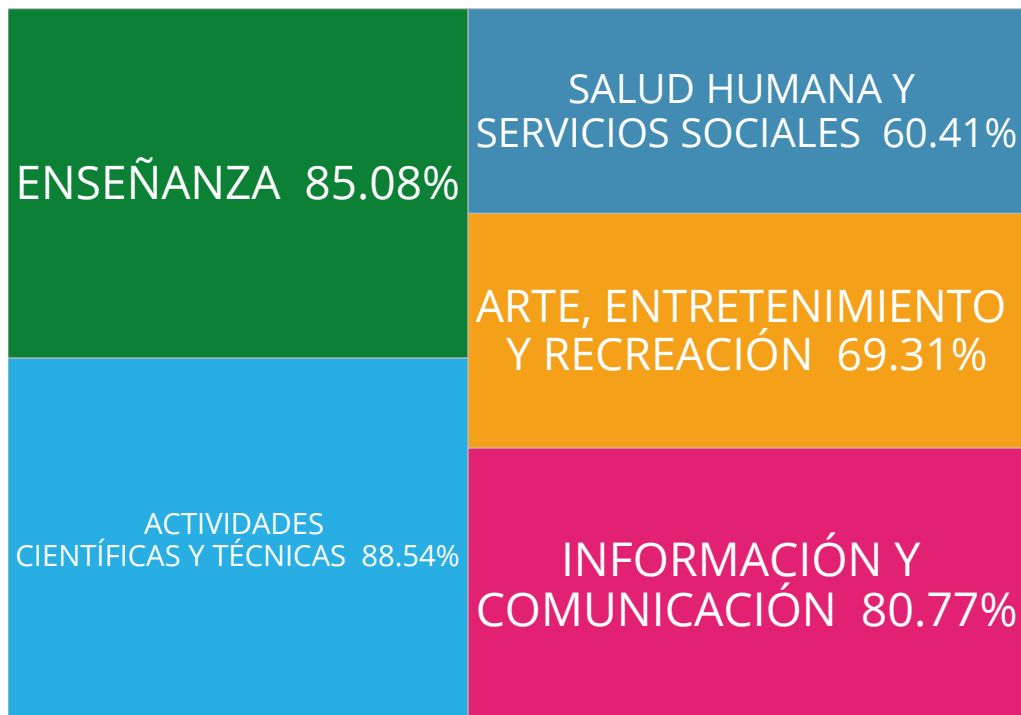 ENSEÑANZA 85.08%
ACTIVIDADES
CIENTÍFICAS Y TÉCNICAS 88.54%
SALUD HUMANA Y
SERVICIOS SOCIALES 60.41%
ARTE, ENTRETENIMIENTO
Y RECREACIÓN 69.31%
INFORMACIÓN Y
COMUNICACIÓN 80.77%